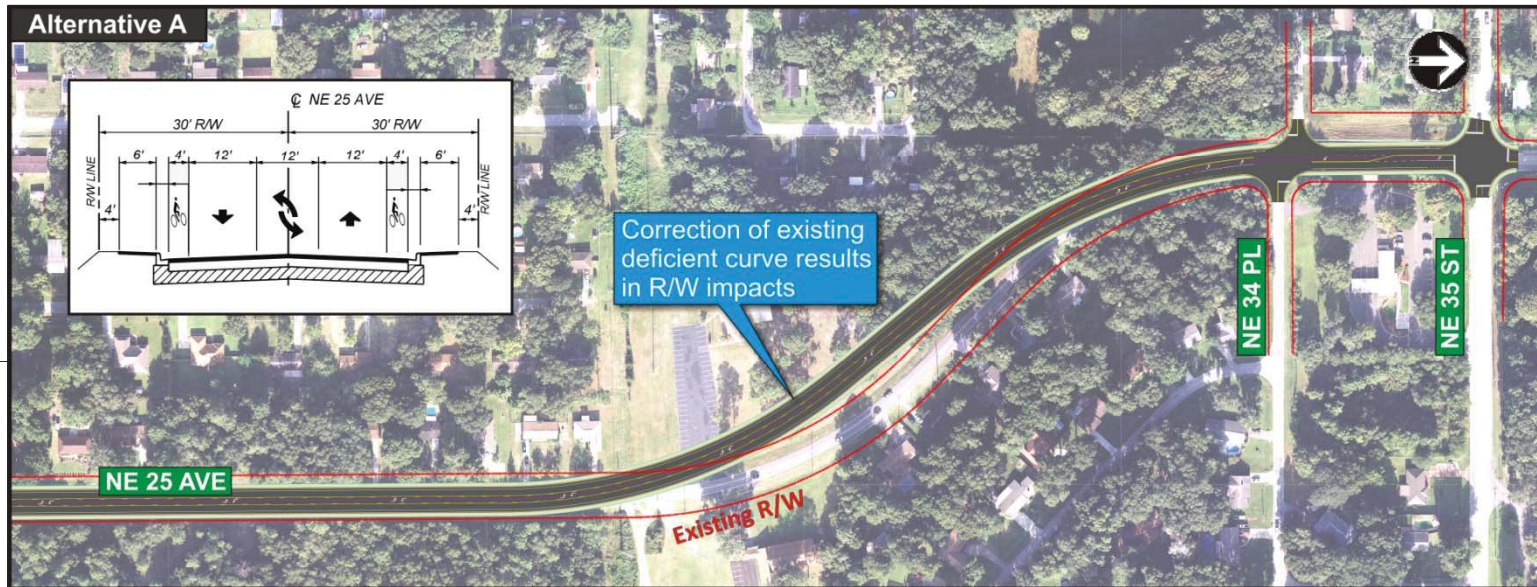 Alternative A
℄ NE 25 AVE
30' R/W 30' R/W
6' 4' 12' 12' 12' 4' 6'
R/W LINE
R/W LINE
4' 4'
N
Correction of existing
deficient curve results
in R/W impacts
NE 34 PL
NE 35 ST
NE 25 AVE
Existing R/W